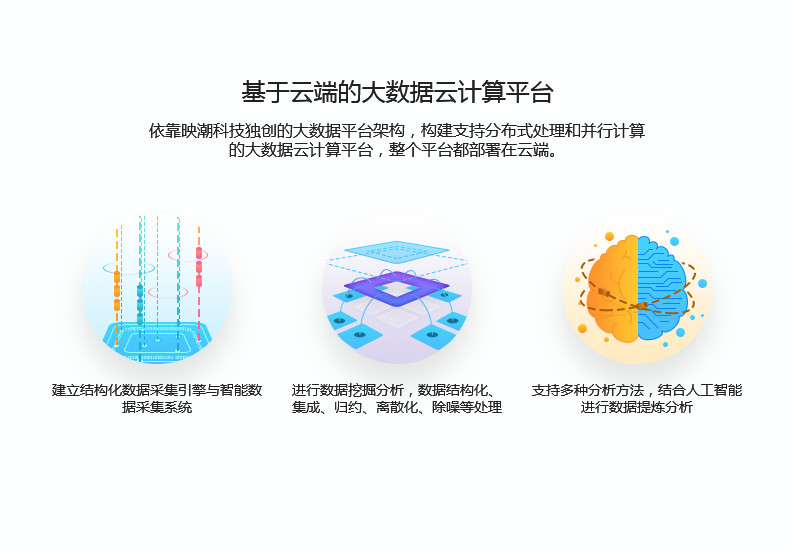 基于云端的大数据云计算平台
依靠映潮科技独创的大数据平台架构，构建支持分布式处理和并行计算
的大数据云计算平台，整个平台都部署在云端。
建立结构化数据采集引擎与智能数
据采集系统
进行数据挖掘分析，数据结构化、
集成、归约、离散化、除噪等处理
支持多种分析方法，结合人工智能
进行数据提炼分析